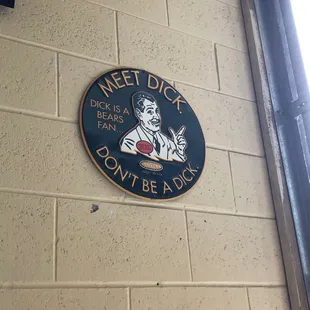 MEET DICK.
DICK IS A
BEARS
FAN...
DON'T BE A DICK.